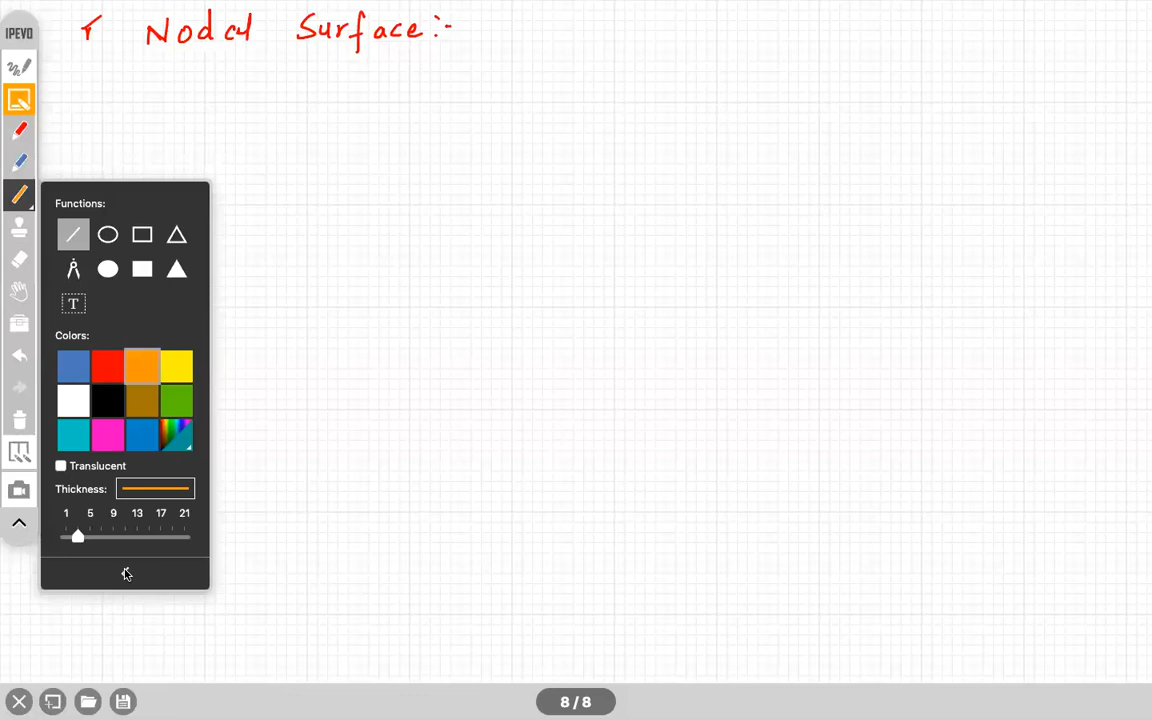 Nodal Surface :-
IPEVO
Functions:
T
Colors:
Translucent
Thickness:
1 5 9 13 17 21
8 / 8